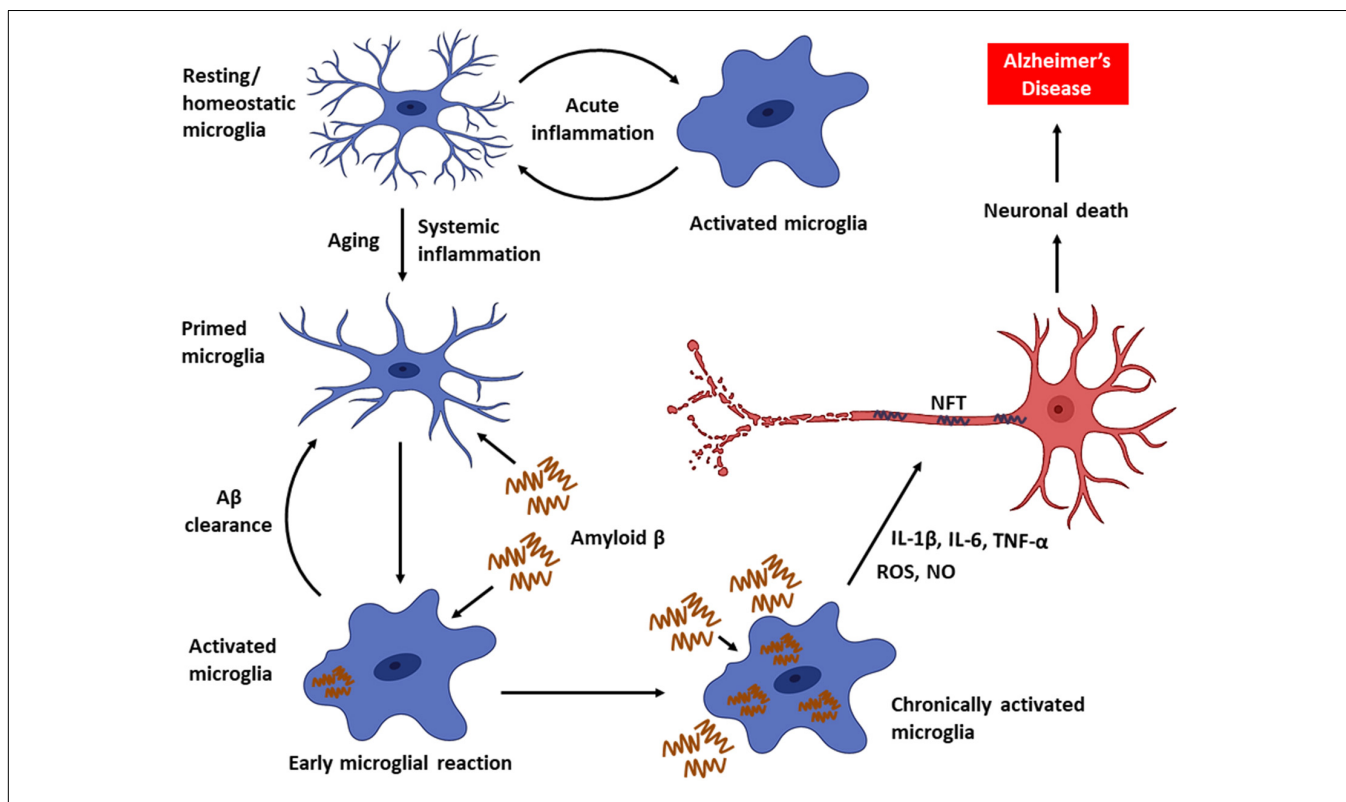 Resting/
homeostatic
microglia
Acute
inflammation
Activated microglia
Alzheimer's
Disease
Neuronal death
Aging
Systemic
inflammation
Primed
microglia
NFT
Aβ
clearance
Amyloid β
IL-1β, IL-6, TNF-α
ROS, NO
Activated
microglia
Early microglial reaction
Chronically activated
microglia